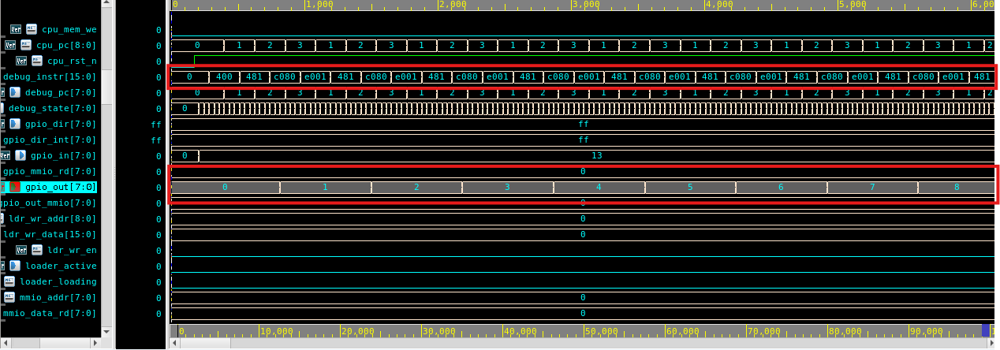 0 1,000 2,000 3,000 4,000 5,000 6,00
cpu_mem_we 0
cpu_pc[8:0] 0 0 1 2 3 1 2 3 1 2 3 1 2 3 1 2 3 1 2 3 1 2 3 1 2 3 1 2
cpu_rst_n 0
debug_instr[15:0] 0 0 400 481 c080 e001 481 c080 e001 481 c080 e001 481 c080 e001 481 c080 e001 481 c080 e001 481 c080 e001 481 c080 e001 481
debug_pc[7:0] 0 0 1 2 3 1 2 3 1 2 3 1 2 3 1 2 3 1 2 3 1 2 3 1 2 3 1 2
debug_state[7:0] 0 0
gpio_dir[7:0] ff ff
gpio_dir_int[7:0] ff ff
gpio_in[7:0] 0 0 13
gpio_mmio_rd[7:0] 0 0
gpio_out[7:0] 0 0 1 2 3 4 5 6 7 8
gpio_out_mmio[7:0] 0 0
ldr_wr_addr[8:0] 0 0
ldr_wr_data[15:0] 0 0
ldr_wr_en 0
loader_active 0
loader_loading 0
mmio_addr[7:0] 0 0
mmio_data_rd[7:0] 0 0
0 10,000 20,000 30,000 40,000 50,000 60,000 70,000 80,000 90,000